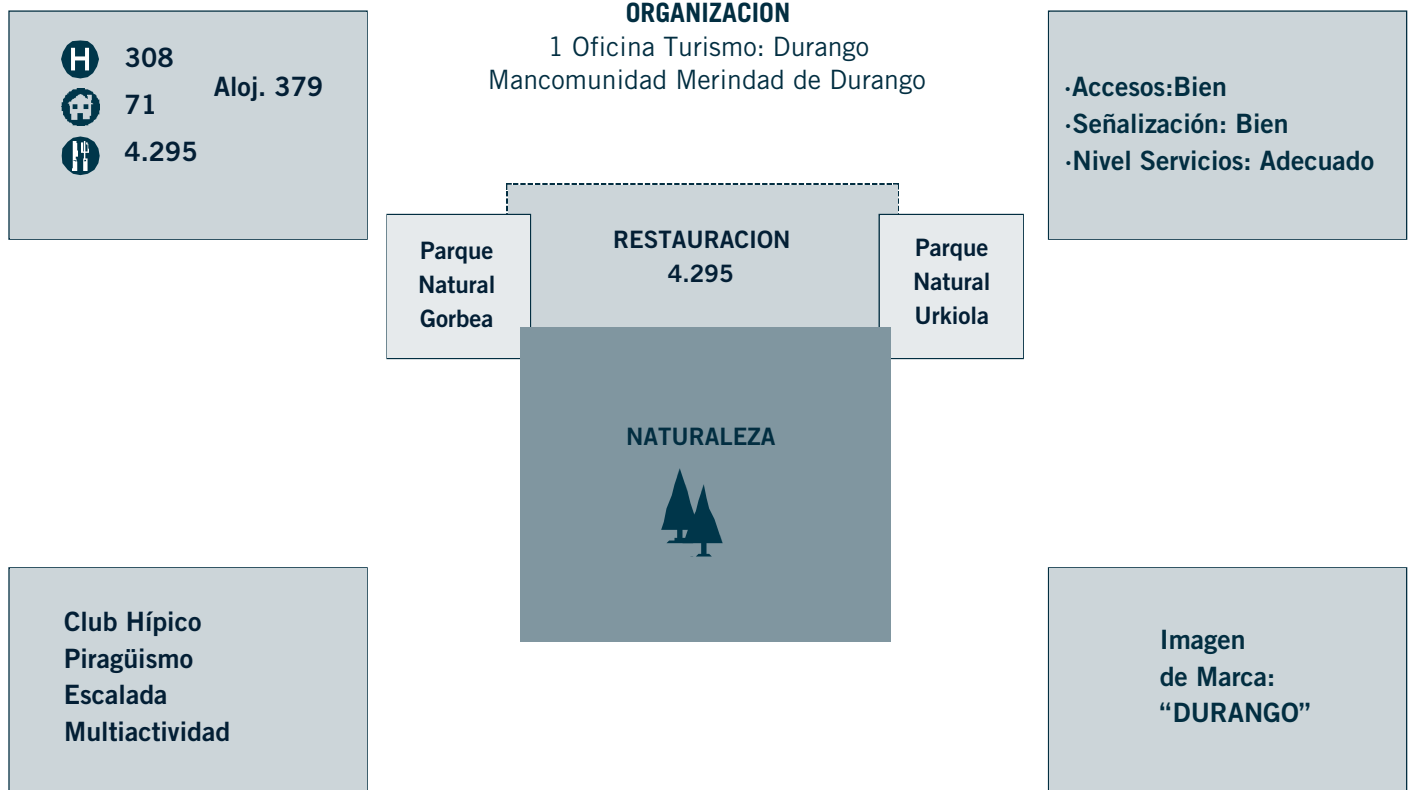 ORGANIZACION
1 Oficina Turismo: Durango
Mancomunidad Merindad de Durango
H 308
Aloj. 379
71
4.295
·Accesos:Bien
·Señalización: Bien
·Nivel Servicios: Adecuado
Parque
Natural
Gorbea
RESTAURACION
4.295
Parque
Natural
Urkiola
NATURALEZA
Club Hípico
Piragüismo
Escalada
Multiactividad
Imagen
de Marca:
“DURANGO”